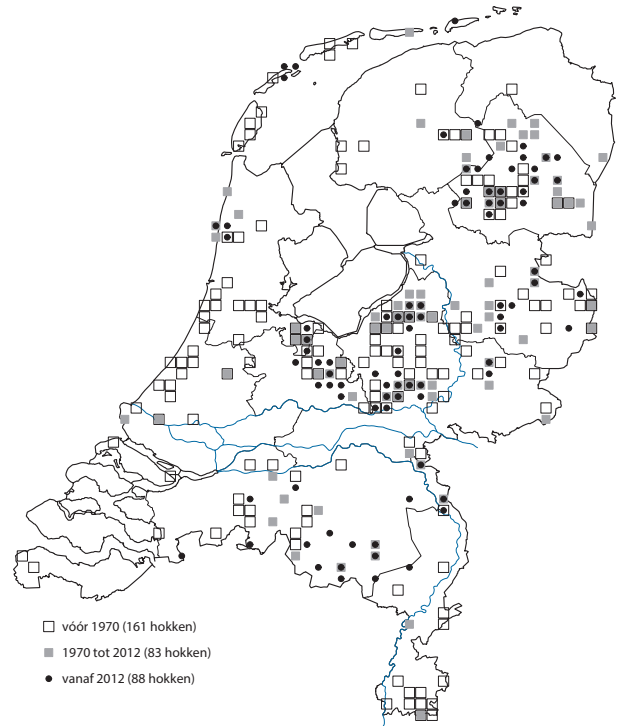 vóór 1970 (161 hokken)
1970 tot 2012 (83 hokken)
vanaf 2012 (88 hokken)